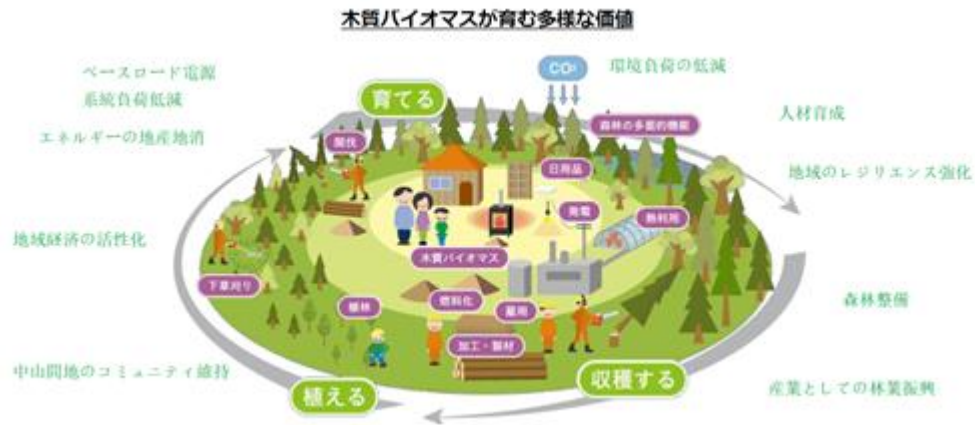 木質バイオマスが育む多様な価値
ベースロード電源
系統負荷低減
エネルギーの地産地消
地域経済の活性化
中山間地のコミュニティ維持
CO²
環境負荷の低減
人材育成
地域のレジリエンス強化
森林整備
産業としての林業振興
育てる
森林の多面的機能
間伐
日用品
発電
熱利用
木質バイオマス
下草刈り
燃料化
植林
雇用
加工・製材
収穫する
植える